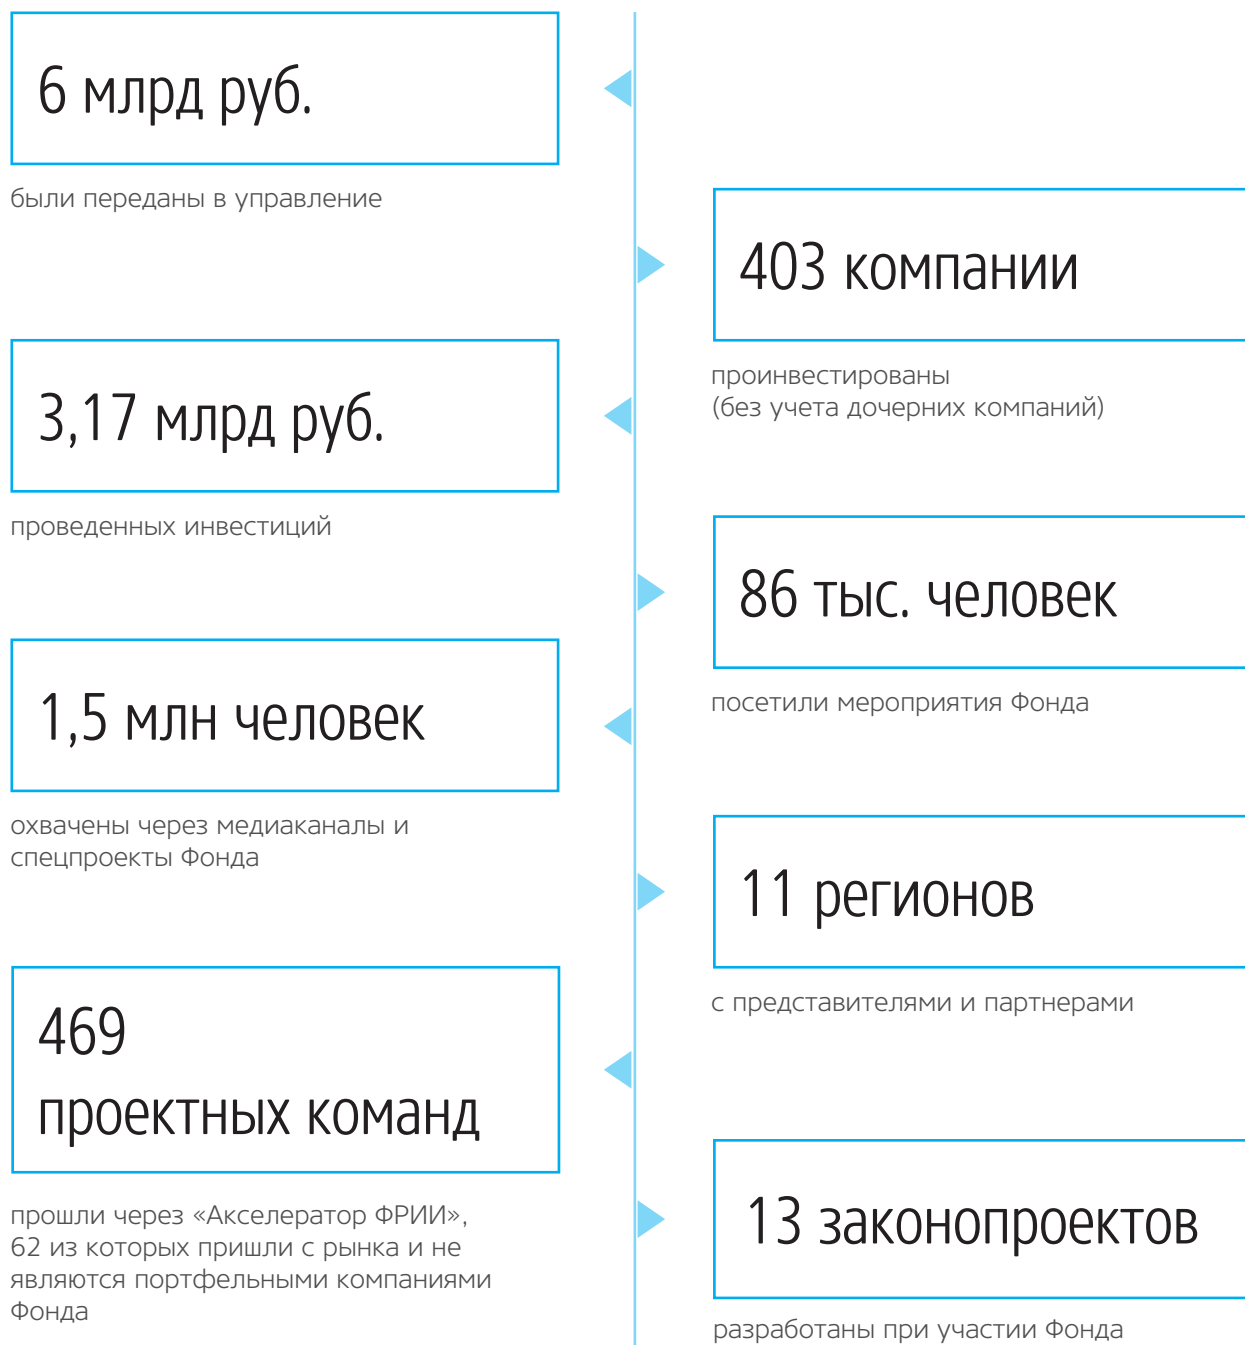 6 млрд руб.
были переданы в управление
403 компании
проинвестированы
(без учета дочерних компаний)
3,17 млрд руб.
проведенных инвестиций
86 тыс. человек
посетили мероприятия Фонда
1,5 млн человек
охвачены через медиаканалы и
спецпроекты Фонда
11 регионов
с представителями и партнерами
469
проектных команд
прошли через «Акселератор ФРИИ»,
62 из которых пришли с рынка и не
являются портфельными компаниями
Фонда
13 законопроектов
разработаны при участии Фонда